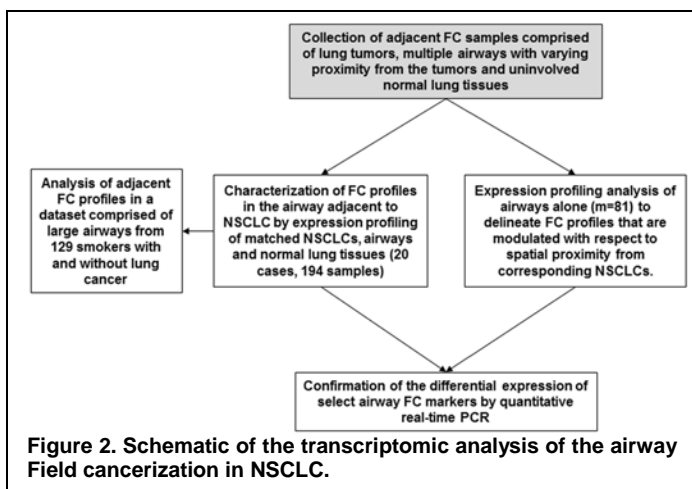 Collection of adjacent FC samples comprised
of lung tumors, multiple airways with varying
proximity from the tumors and uninvolved
normal lung tissues
Analysis of
adjacent FC
profiles in a
dataset comprised of
large airways from
129 smokers with
and without lung
cancer
Characterization of FC profiles
in the airway adjacent to
NSCLC by expression profiling
of matched NSCLCs, airways
and normal lung tissues (20
cases, 194 samples)
Expression profiling analysis of
airways alone (m=81) to
delineate FC profiles that are
modulated with respect to
spatial proximity from
corresponding NSCLCs.
Confirmation of the differential expression of
select airway FC markers by quantitative
real-time PCR
Figure 2. Schematic of the transcriptomic analysis of the airway
Field cancerization in NSCLC.